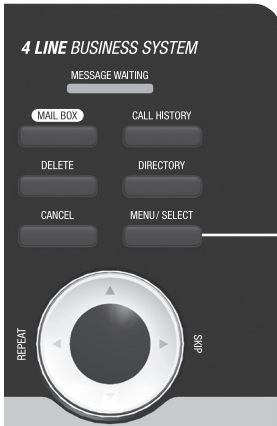 4 LINE BUSINESS SYSTEM
MESSAGE WAITING
MAIL BOX CALL HISTORY
DELETE DIRECTORY
CANCEL MENU / SELECT
REPEAT SKIP